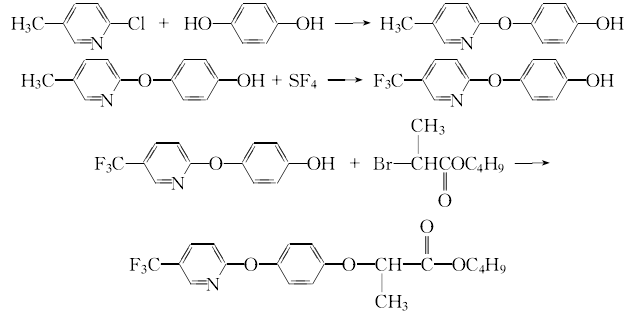 H₃C Cl + HO OH ⟶ H₃C O OH
N N
H₃C O OH + SF₄ ⟶ F₃C O OH
N N
CH₃
F₃C O OH + Br—CHCOC₄H₉ ⟶
N O
O
F₃C O O—CH—C—OC₄H₉
N CH₃